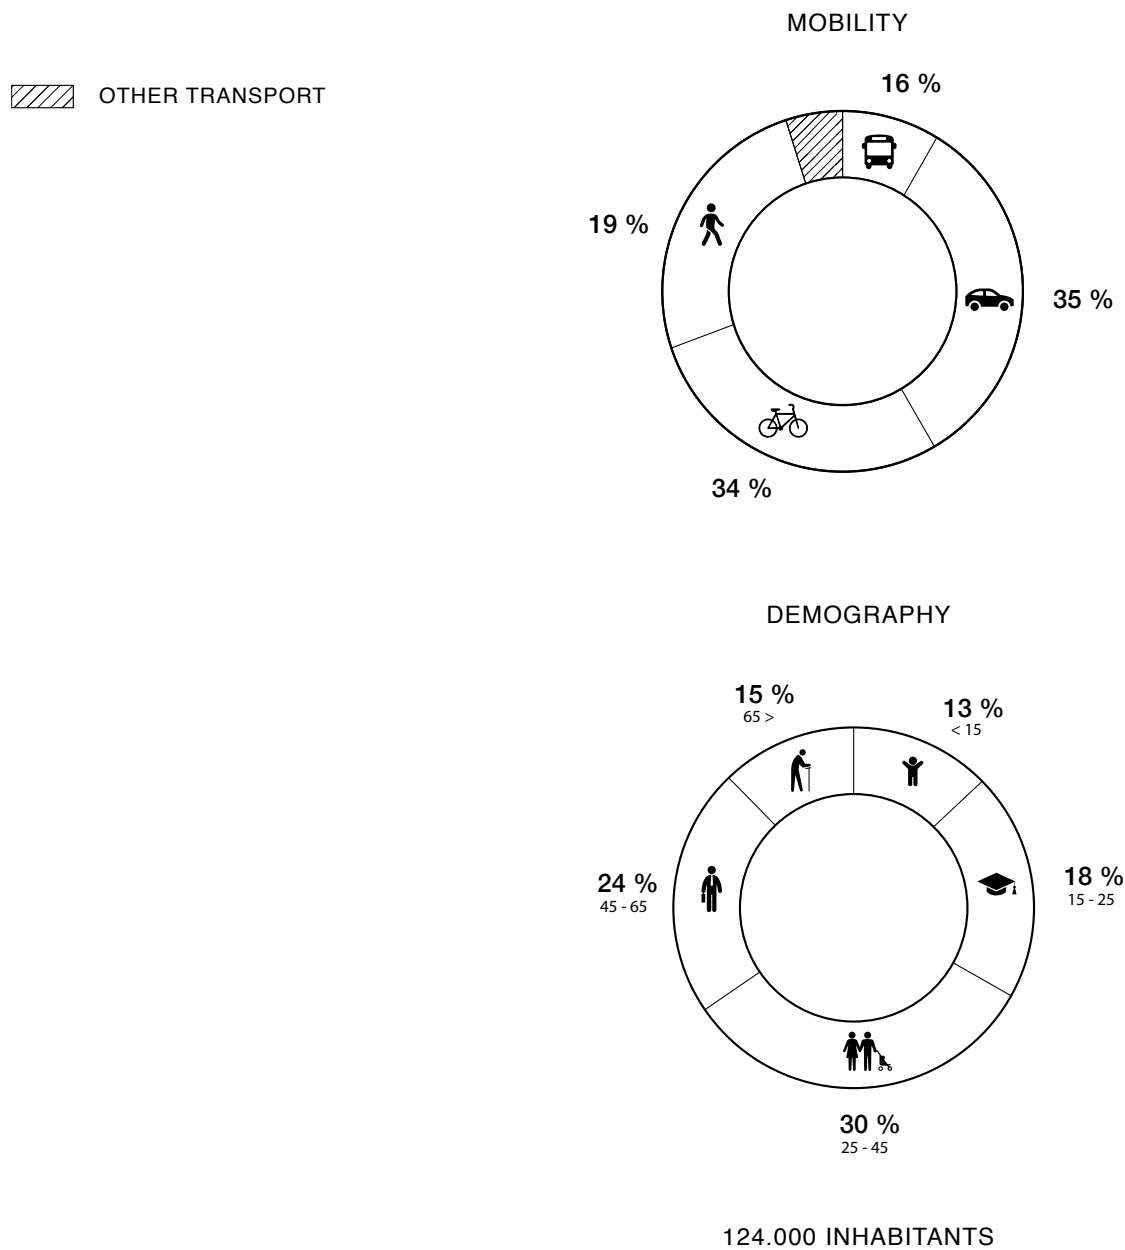 MOBILITY
16 %
OTHER TRANSPORT
19 %
35 %
34 %
DEMOGRAPHY
15 %
65 >
13 %
< 15
24 %
45 - 65
18 %
15 - 25
30 %
25 - 45
124.000 INHABITANTS